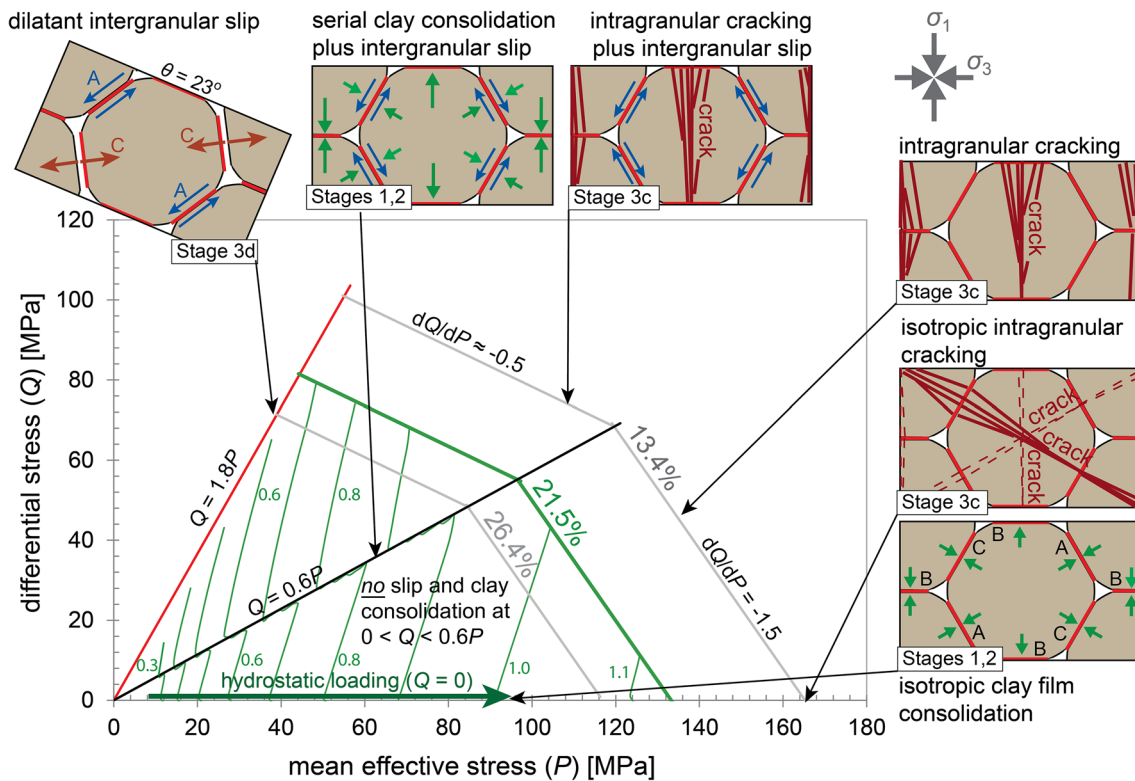 dilatant intergranular slip
serial clay consolidation
plus intergranular slip
intragranular cracking
plus intergranular slip
σ1
σ3
θ = 23°
A
C
C
A
Stage 3d
Stages 1,2
crack
Stage 3c
intragranular cracking
crack
Stage 3c
isotropic intragranular
cracking
crack
crack
crack
Stage 3c
B
C
A
B
B
A
C
B
Stages 1,2
isotropic clay film
consolidation
120
100
80
60
40
20
0
differential stress (Q) [MPa]
dQ/dP ≈ -0.5
13.4%
21.5%
26.4%
dQ/dP = -1.5
Q = 1.8P
Q = 0.6P
0.6
0.8
no slip and clay
consolidation at
0 < Q < 0.6P
0.3
0.6
0.8
1.0
1.1
hydrostatic loading (Q = 0)
0
20
40
60
80
100
120
140
160
180
mean effective stress (P) [MPa]